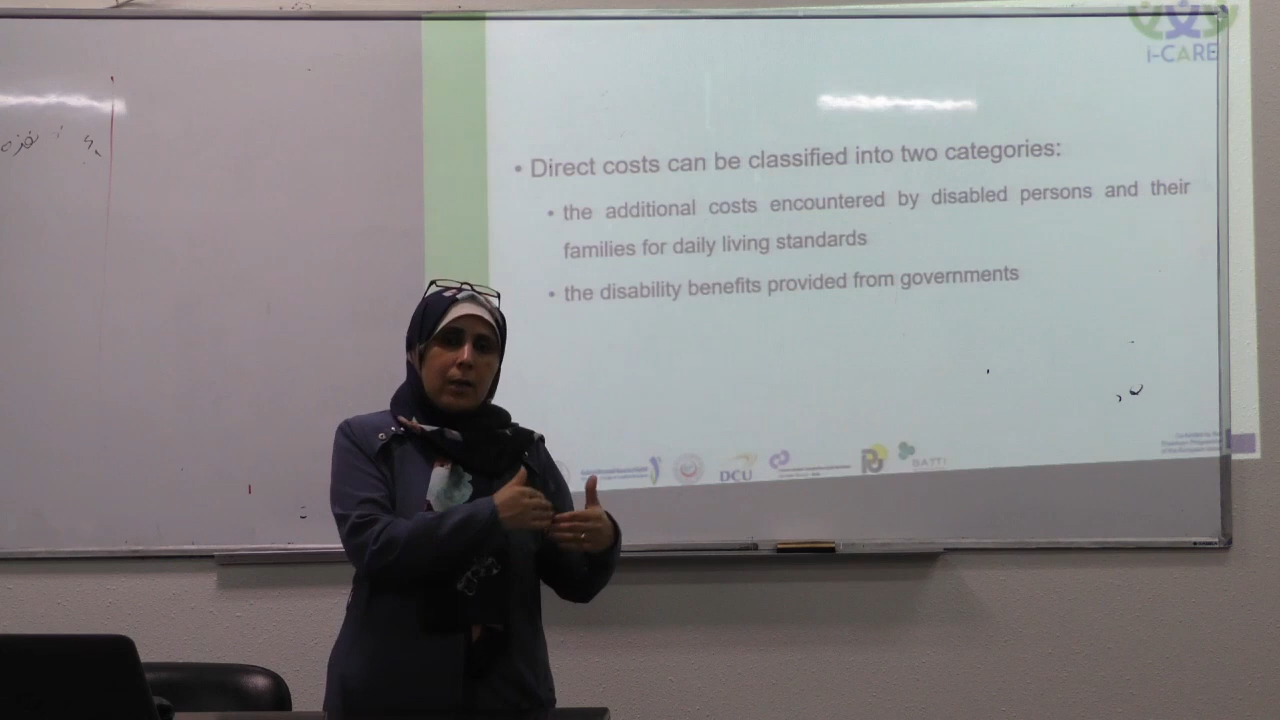 i-CARE
• Direct costs can be classified into two categories:
• the additional costs encountered by disabled persons and their
families for daily living standards
• the disability benefits provided from governments
DCU
BATTI